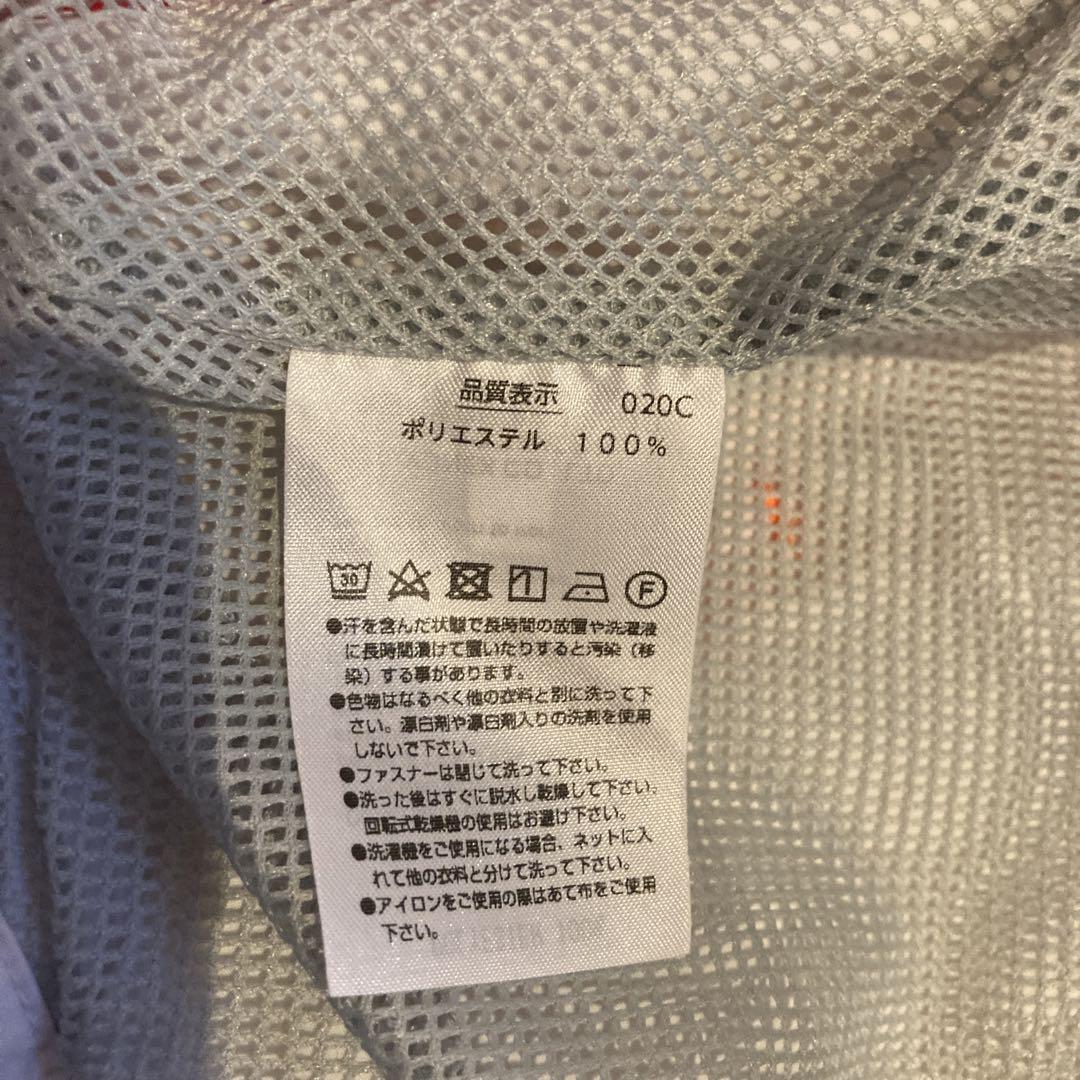 品質表示 020C
ポリエステル 100%
30 F
●汗を含んだ状態で長時間の放置や洗濯液
に長時間漬けて置いたりすると汚染(移
染)する事があります。
●色物はなるべく他の衣料と別に洗って下
さい。漂白剤や漂白剤入りの洗剤を使用
しないで下さい。
●ファスナーは閉じて洗って下さい。
●洗った後はすぐに脱水し乾燥して下さい。
回転式乾燥機の使用はお避け下さい。
●洗濯機をご使用になる場合、ネットに入
れて他の衣料と分けて洗って下さい。
●アイロンをご使用の際はあて布をご使用
下さい。